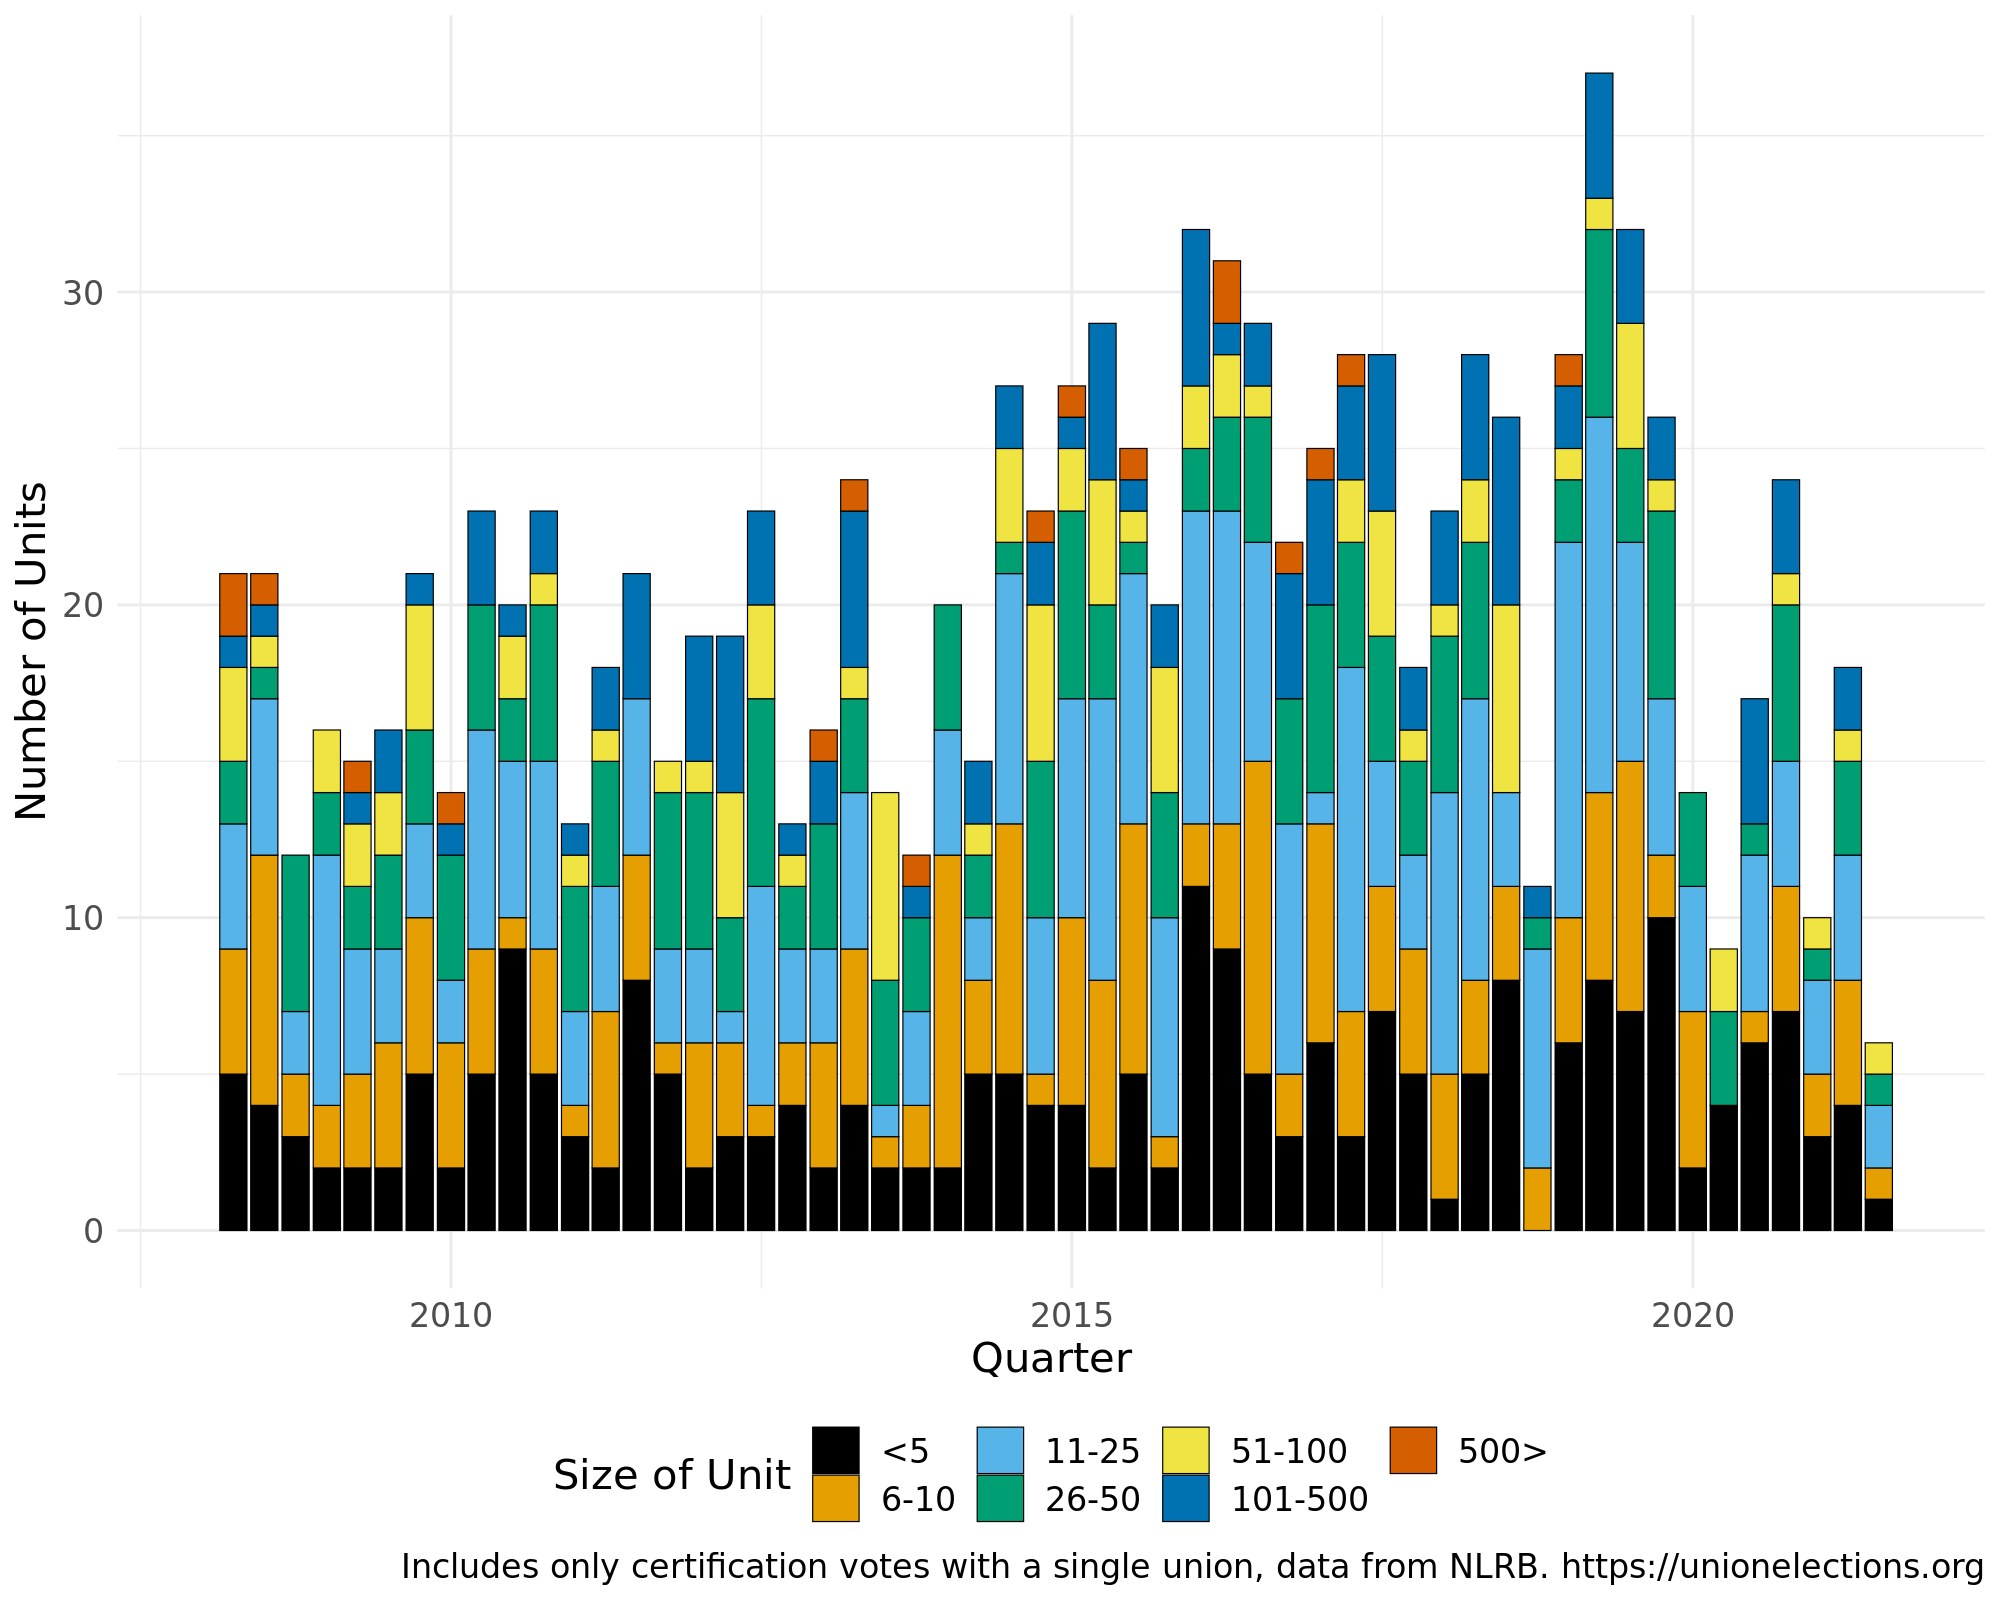 30
20
10
0
Number of Units
2010 2015 2020
Quarter
Size of Unit
<5 11-25 51-100 500>
6-10 26-50 101-500
Includes only certification votes with a single union, data from NLRB. https://unionelections.org